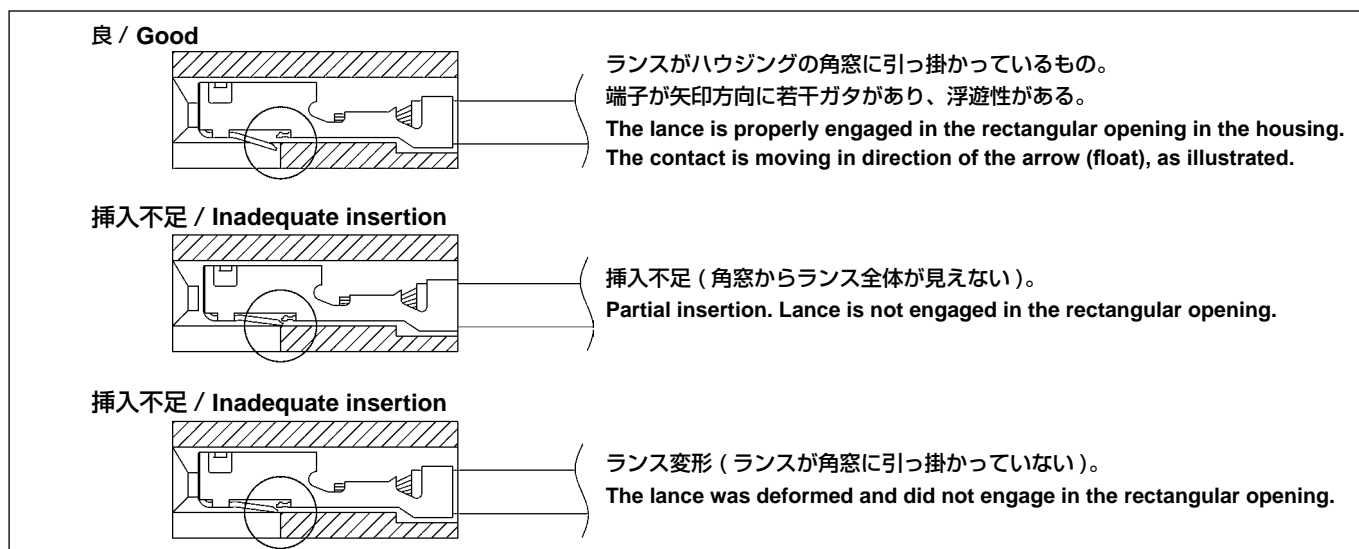 良 / Good
ランスがハウジングの角窓に引っ掛かっているもの。
端子が矢印方向に若干ガタがあり、浮遊性がある。
The lance is properly engaged in the rectangular opening in the housing.
The contact is moving in direction of the arrow (float), as illustrated.
挿入不足 / Inadequate insertion
挿入不足 ( 角窓からランス全体が見えない )。
Partial insertion. Lance is not engaged in the rectangular opening.
挿入不足 / Inadequate insertion
ランス変形 ( ランスが角窓に引っ掛かっていない )。
The lance was deformed and did not engage in the rectangular opening.